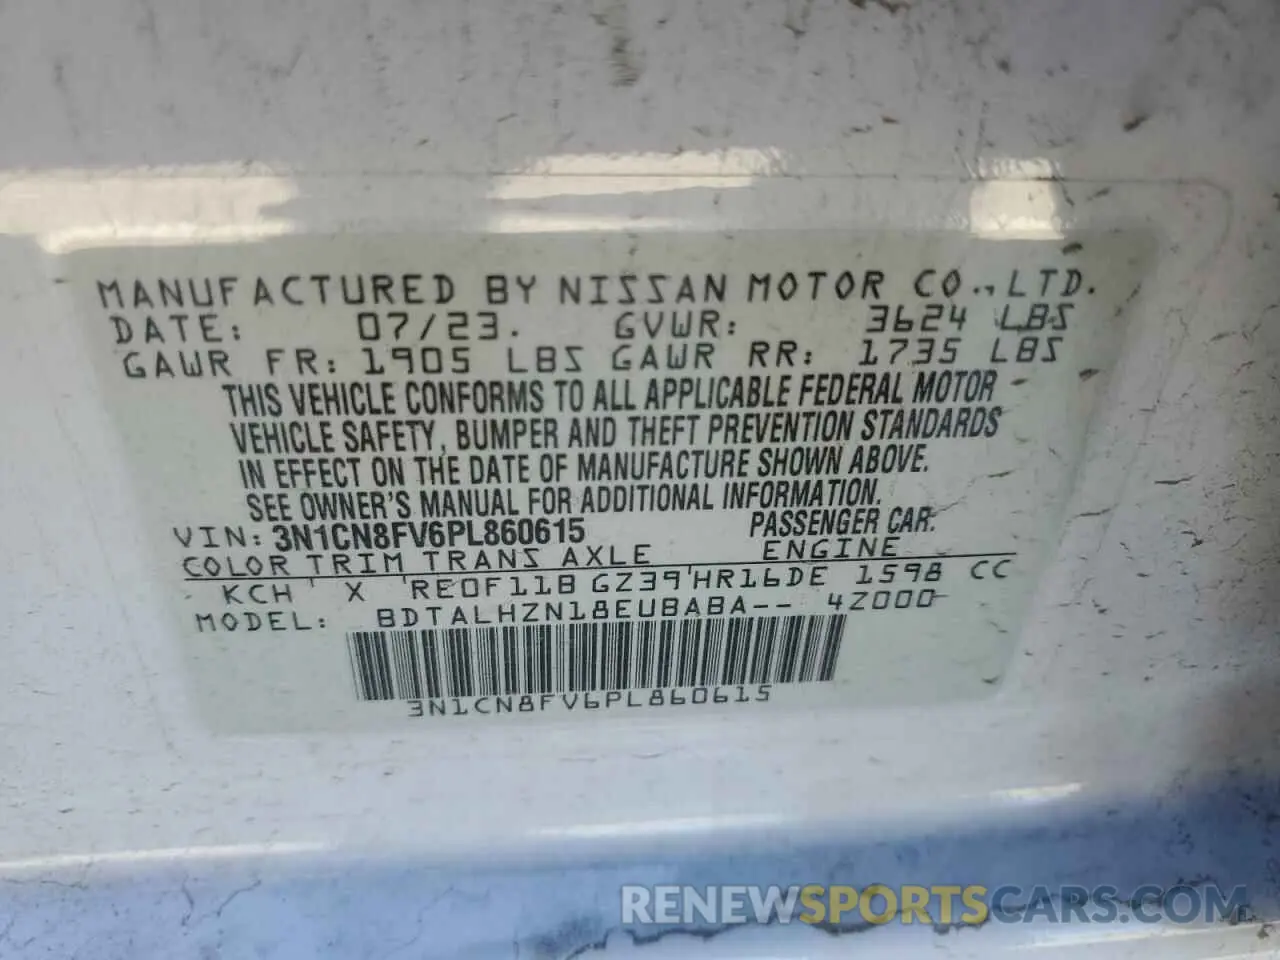 MANUFACTURED BY NISSAN MOTOR CO., LTD.
DATE: 07/23. GVWR: 3624 LBS
GAWR FR: 1905 LBS GAWR RR: 1735 LBS
THIS VEHICLE CONFORMS TO ALL APPLICABLE FEDERAL MOTOR
VEHICLE SAFETY, BUMPER AND THEFT PREVENTION STANDARDS
IN EFFECT ON THE DATE OF MANUFACTURE SHOWN ABOVE.
SEE OWNER'S MANUAL FOR ADDITIONAL INFORMATION.
VIN: 3N1CN8FV6PL860615 PASSENGER CAR.
COLOR TRIM TRANS AXLE ENGINE
KCH X RE0F11B GZ39 HR16DE 1598 CC
MODEL: BDTALHZN18EUBABA-- 4Z000
3N1CN8FV6PL860615
RENEWSPORTSCARS.COM